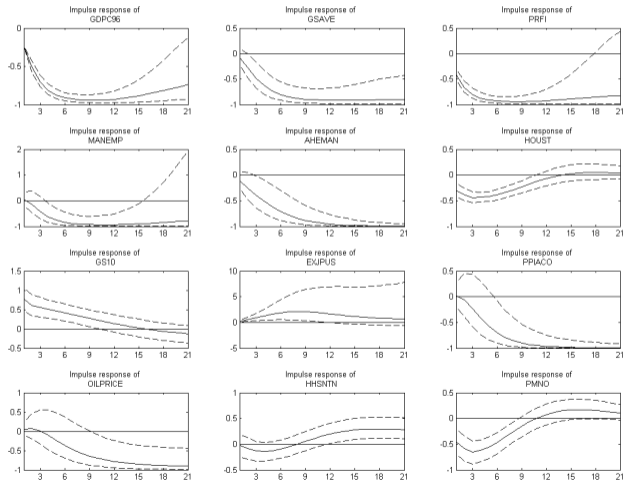 Impulse response of
GDPC96
0
-0.5
-1
3 6 9 12 15 18 21
Impulse response of
GSAVE
0.5
0
-0.5
-1
3 6 9 12 15 18 21
Impulse response of
PRFI
0.5
0
-0.5
-1
3 6 9 12 15 18 21
Impulse response of
MANEMP
2
1
0
-1
3 6 9 12 15 18 21
Impulse response of
AHEMAN
0.5
0
-0.5
-1
3 6 9 12 15 18 21
Impulse response of
HOUST
0.5
0
-0.5
-1
3 6 9 12 15 18 21
Impulse response of
GS10
1.5
1
0.5
0
-0.5
3 6 9 12 15 18 21
Impulse response of
EXJPUS
10
5
0
-5
3 6 9 12 15 18 21
Impulse response of
PPIACO
0.5
0
-0.5
-1
3 6 9 12 15 18 21
Impulse response of
OILPRICE
1
0.5
0
-0.5
-1
3 6 9 12 15 18 21
Impulse response of
HHSNTN
1
0.5
0
-0.5
3 6 9 12 15 18 21
Impulse response of
PMNO
0.5
0
-0.5
-1
3 6 9 12 15 18 21